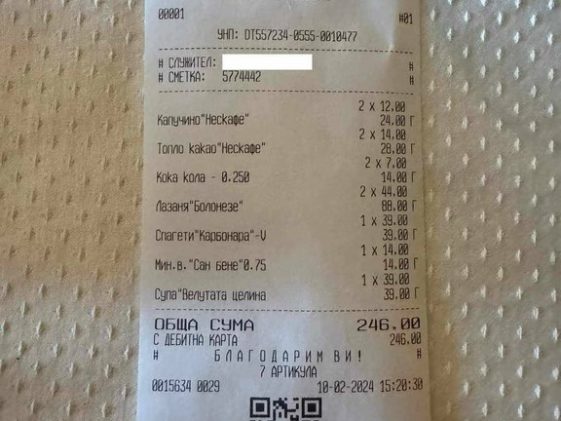 00001 #01
УНП: DT557234-0555-0010477
# СЛУЖИТЕЛ: #
# СМЕТКА: 5774442 #
2 x 12.00
Капучино"Нескафе" 24.00 Г
2 x 14.00
Топло какао"Нескафе" 28.00 Г
2 x 7.00
Кока кола - 0.250 14.00 Г
2 x 44.00
Лазаня"Болонезе" 88.00 Г
1 x 39.00
Спагети"Карбонара"-V 39.00 Г
1 x 14.00
Мин.в."Сан бене"0.75 14.00 Г
1 x 39.00
Супа"Велутата целина 39.00 Г
ОБЩА СУМА 246.00
С ДЕБИТНА КАРТА 246.00
# БЛАГОДАРИМ ВИ! #
7 АРТИКУЛА
0015634 0029 10-02-2024 15:20:30